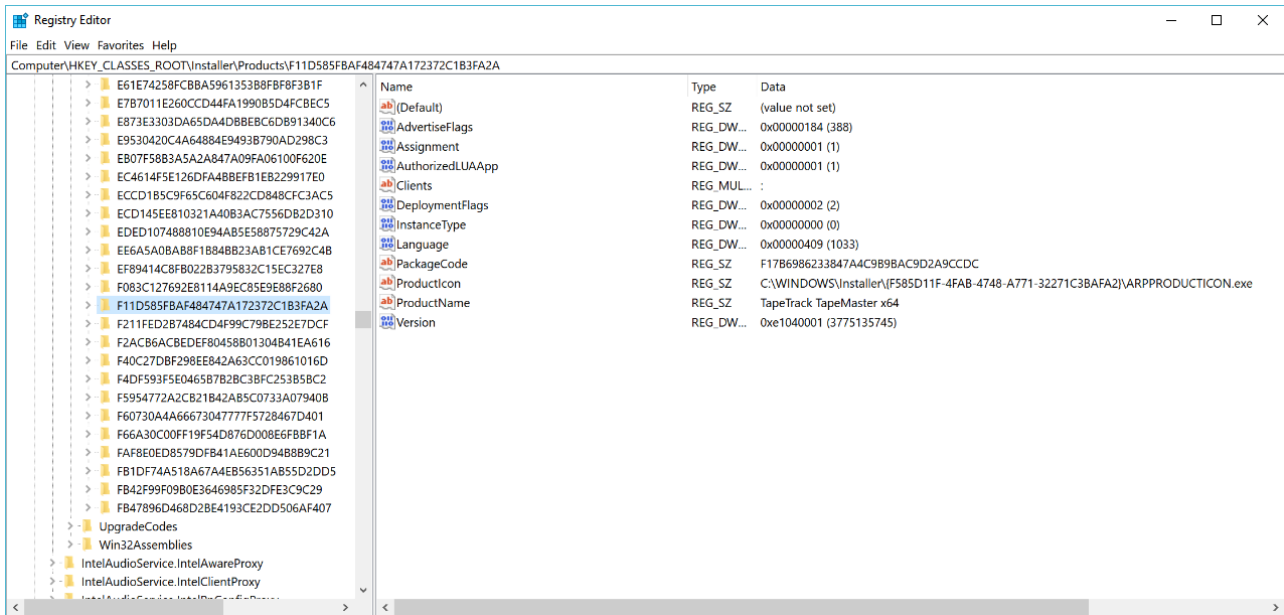 Registry Editor
File Edit View Favorites Help
Computer\HKEY_CLASSES_ROOT\Installer\Products\F11D585FBAF484747A172372C1B3FA2A
E61E74258FCBBA5961353B8FBF8F3B1F
E7B7011E260CCD44FA1990B5D4FCBEC5
E873E3303DA65DA4DBBEBC6DB91340C6
E9530420C4A64884E9493B790AD298C3
EB07F58B3A5A2A847A09FA06100F620E
EC4614F5E126DFA4BBEFB1EB229917E0
ECCD1B5C9F65C604F822CD848CFC3AC5
ECD145EE810321A40B3AC7556DB2D310
EDED107488810E94AB5E58875729C42A
EE6A5A0BAB8F1B84BB23AB1CE7692C4B
EF89414C8FB022B3795832C15EC327E8
F083C127692E8114A9EC85E9E88F2680
F11D585FBAF484747A172372C1B3FA2A
F211FED2B7484CD4F99C79BE252E7DCF
F2ACB6ACBEDEF80458B01304B41EA616
F40C27DBF298EE842A63CC019861016D
F4DF593F5E0465B7B2BC3BFC253B5BC2
F5954772A2CB21B42AB5C0733A07940B
F60730A4A66673047777F5728467D401
F66A30C00FF19F54D876D008E6FBBF1A
FAF8E0ED8579DFB41AE600D94B8B9C21
FB1DF74A518A67A4EB56351AB55D2DD5
FB42F99F09B0E3646985F32DFE3C9C29
FB47896D468D2BE4193CE2DD506AF407
UpgradeCodes
Win32Assemblies
IntelAudioService.IntelAwareProxy
IntelAudioService.IntelClientProxy
Name Type Data
(Default) REG_SZ (value not set)
AdvertiseFlags REG_DW... 0x00000184 (388)
Assignment REG_DW... 0x00000001 (1)
AuthorizedLUAApp REG_DW... 0x00000001 (1)
Clients REG_MUL... :
DeploymentFlags REG_DW... 0x00000002 (2)
InstanceType REG_DW... 0x00000000 (0)
Language REG_DW... 0x00000409 (1033)
PackageCode REG_SZ F17B6986233847A4C9B9BAC9D2A9CCDC
ProductIcon REG_SZ C:\WINDOWS\Installer\{F585D11F-4FAB-4748-A771-32271C3BAFA2}\ARPPRODUCTICON.exe
ProductName REG_SZ TapeTrack TapeMaster x64
Version REG_DW... 0xe1040001 (3775135745)